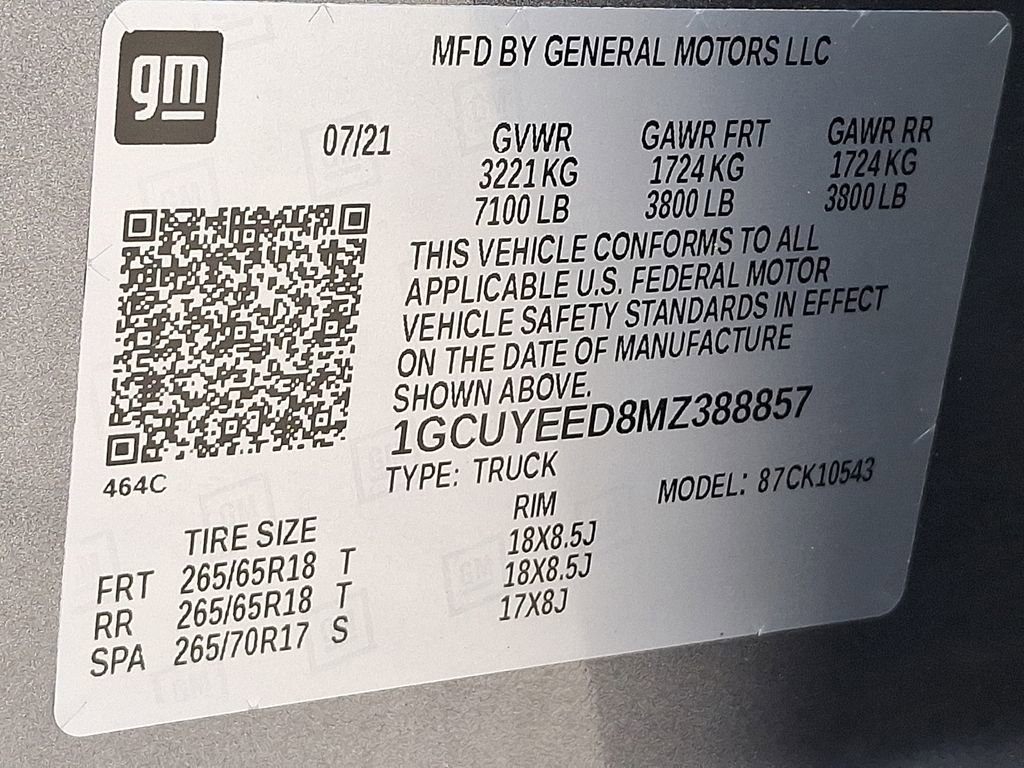 gm
MFD BY GENERAL MOTORS LLC
07/21 GVWR GAWR FRT GAWR RR
3221 KG 1724 KG 1724 KG
7100 LB 3800 LB 3800 LB
THIS VEHICLE CONFORMS TO ALL
APPLICABLE U.S. FEDERAL MOTOR
VEHICLE SAFETY STANDARDS IN EFFECT
ON THE DATE OF MANUFACTURE
SHOWN ABOVE.
1GCUYEED8MZ388857
464C
TYPE: TRUCK MODEL: 87CK10543
TIRE SIZE RIM
FRT 265/65R18 T 18X8.5J
RR 265/65R18 T 18X8.5J
SPA 265/70R17 S 17X8J